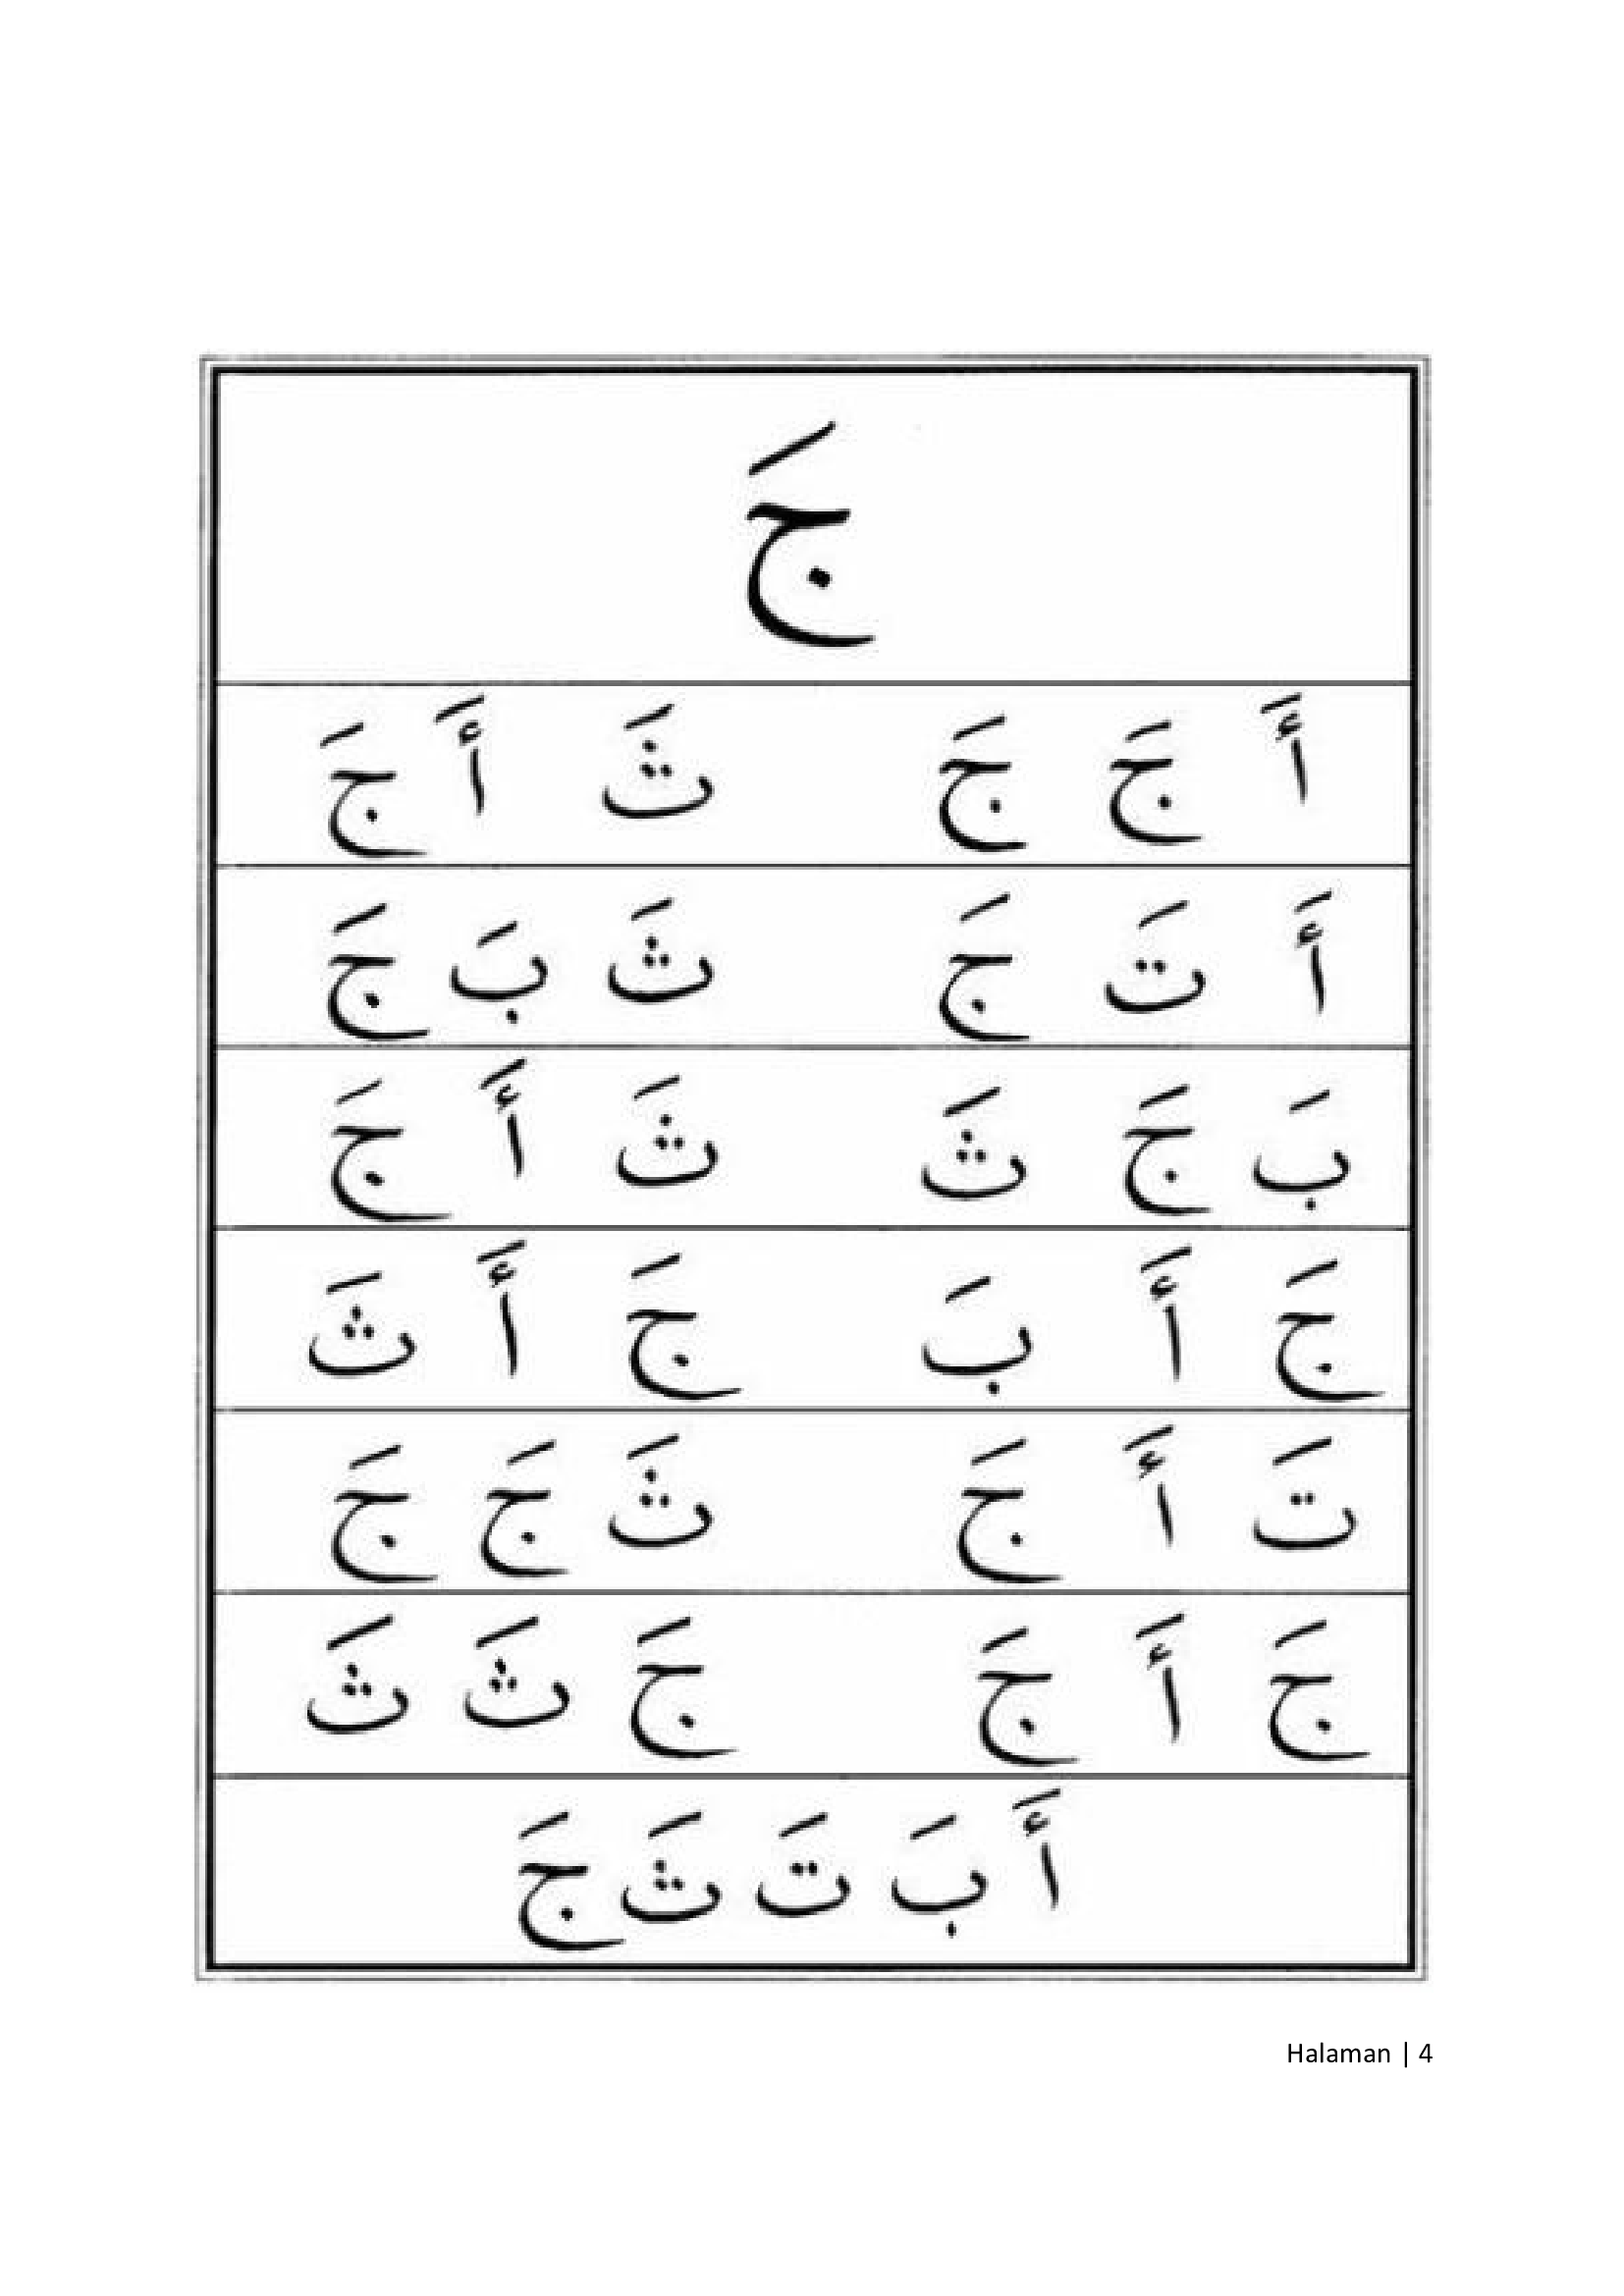 جَ
أَ جَ جَ ثَ أَ جَ
أَ تَ جَ ثَ بَ جَ
بَ جَ ثَ ثَ أَ جَ
جَ أَ بَ جَ أَ ثَ
تَ أَ جَ ثَ جَ جَ
جَ أَ جَ جَ ثَ ثَ
أَ بَ تَ ثَ جَ
Halaman | 4